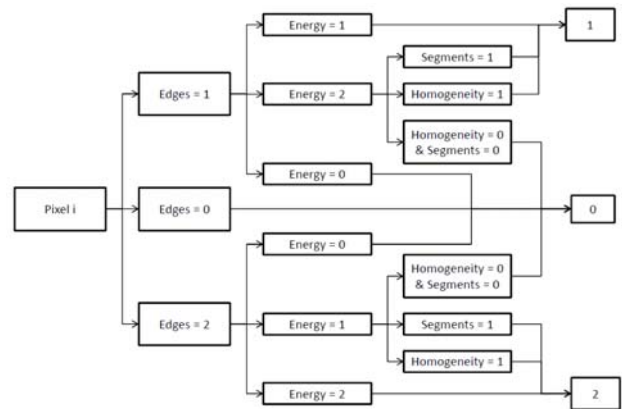 Energy = 1
1
Segments = 1
Edges = 1
Energy = 2
Homogeneity = 1
Homogeneity = 0
& Segments = 0
Energy = 0
Pixel i
Edges = 0
0
Energy = 0
Homogeneity = 0
& Segments = 0
Edges = 2
Energy = 1
Segments = 1
Homogeneity = 1
Energy = 2
2